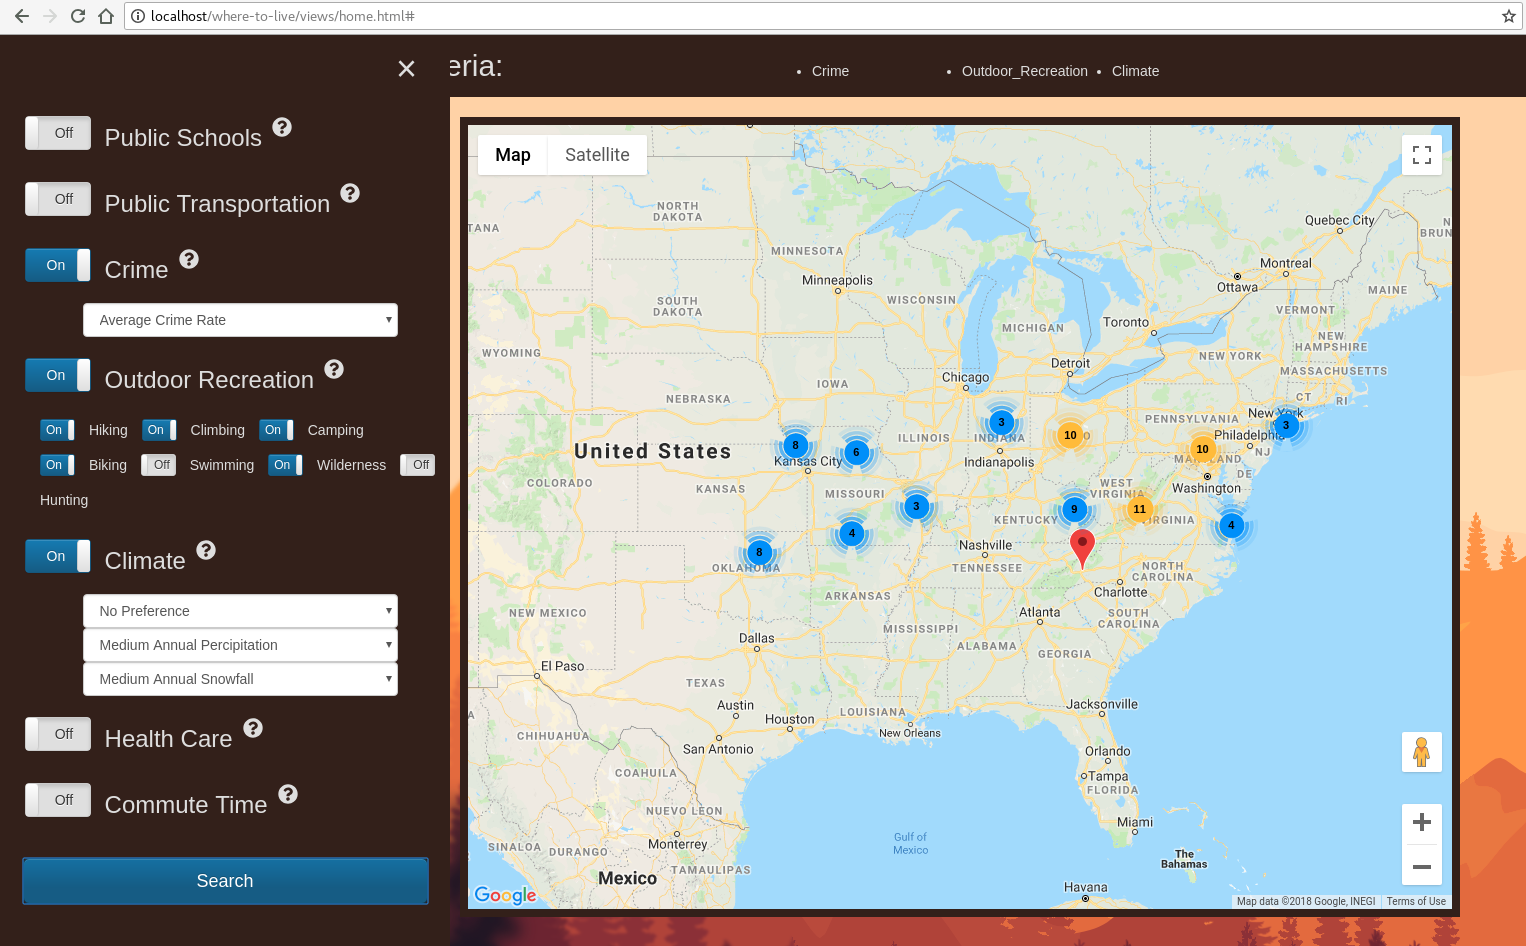 localhost/where-to-live/views/home.html#
×
eria:
Crime
Outdoor_Recreation
Climate
Off Public Schools ?
Off Public Transportation ?
On Crime ?
Average Crime Rate
On Outdoor Recreation ?
On Hiking On Climbing On Camping
On Biking Off Swimming On Wilderness Off
Hunting
On Climate ?
No Preference
Medium Annual Percipitation
Medium Annual Snowfall
Off Health Care ?
Off Commute Time ?
Search
Map Satellite
Quebec City
NORTH
DAKOTA
TANA
N
BRUN
MINNESOTA
Montreal
Minneapolis
Ottawa
MAINE
WISCONSIN
SOUTH
DAKOTA
VERMONT
MICHIGAN
Toronto
NEW
HAMPSHIRE
WYOMING
NEW YORK
Detroit
MASSACHUSETTS
Chicago
IOWA
NEBRASKA
CT
RI
New York
PENNSYLVANIA
3
3
10
ILLINOIS
INDIANA
O
Philadelphia
8
6
10
United States
NJ
Kansas City
Indianapolis
MARYLAND
DE
COLORADO
KANSAS
MISSOURI
WEST
VIRGINIA
Washington
3
9
11
KENTUCKY
VIRGINIA
4
4
Nashville
8
OKLAHOMA
TENNESSEE
NORTH
CAROLINA
ARKANSAS
Charlotte
NEW MEXICO
Atlanta
SOUTH
CAROLINA
MISSISSIPPI
Dallas
ALABAMA
GEORGIA
El Paso
TEXAS
Austin
Jacksonville
LOUISIANA
A
Houston
CHIHUAHUA
New Orleans
San Antonio
Orlando
COAHUILA
Tampa
FLORIDA
NUEVO LEON
Miami
Gulf of
Mexico
SINALOA
DURANGO
Monterrey
The
Bahamas
TAMAULIPAS
Mexico
Havana
Google
Map data ©2018 Google, INEGI
Terms of Use